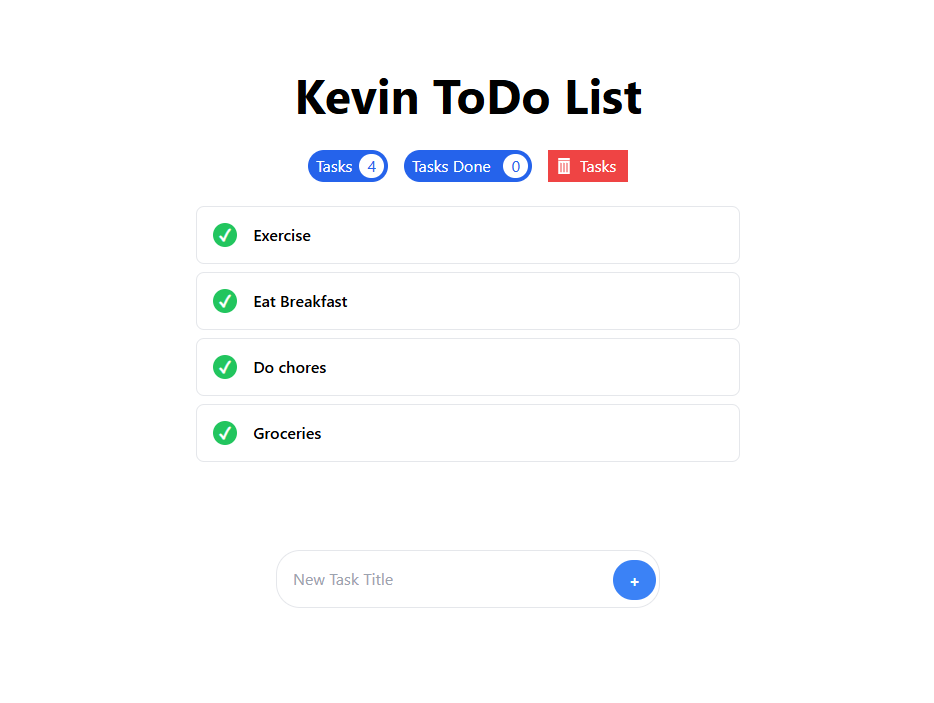 Kevin ToDo List
Tasks 4 Tasks Done 0 Tasks
Exercise
Eat Breakfast
Do chores
Groceries
New Task Title +